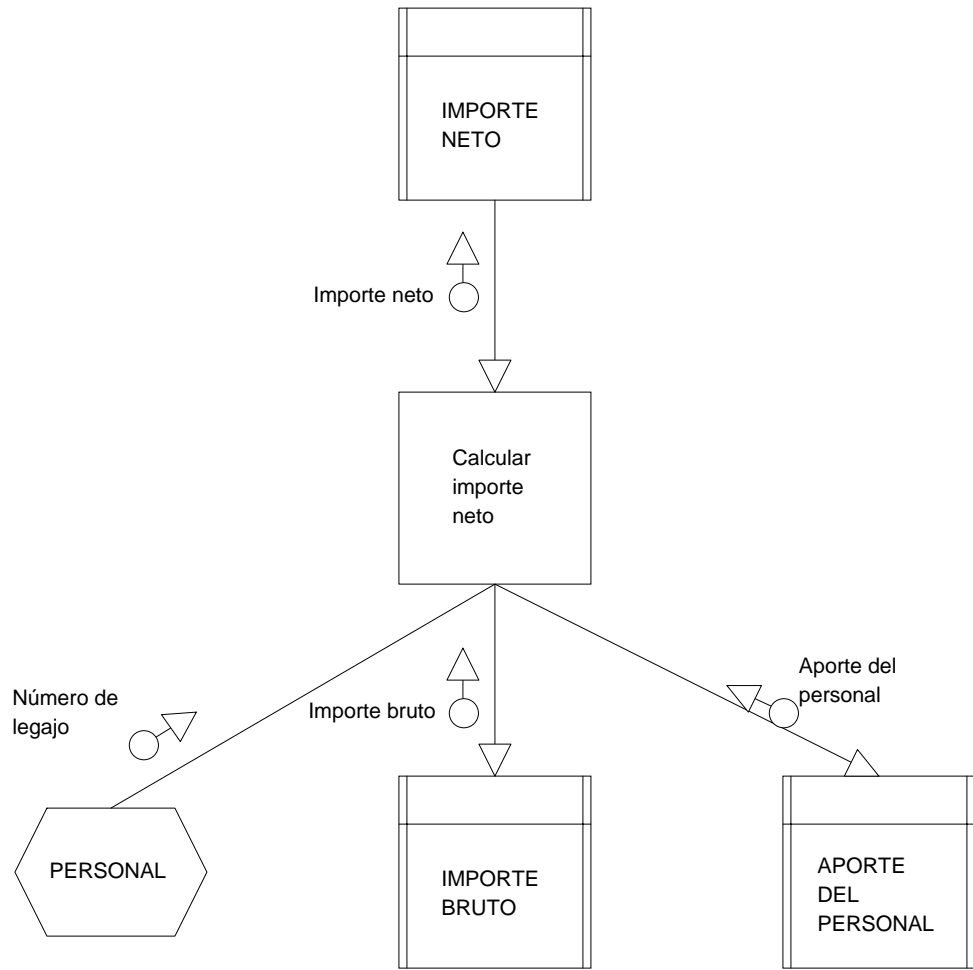 IMPORTE
NETO
Importe neto
Calcular
importe
neto
Número de
legajo
Importe bruto
Aporte del
personal
PERSONAL
IMPORTE
BRUTO
APORTE
DEL
PERSONAL